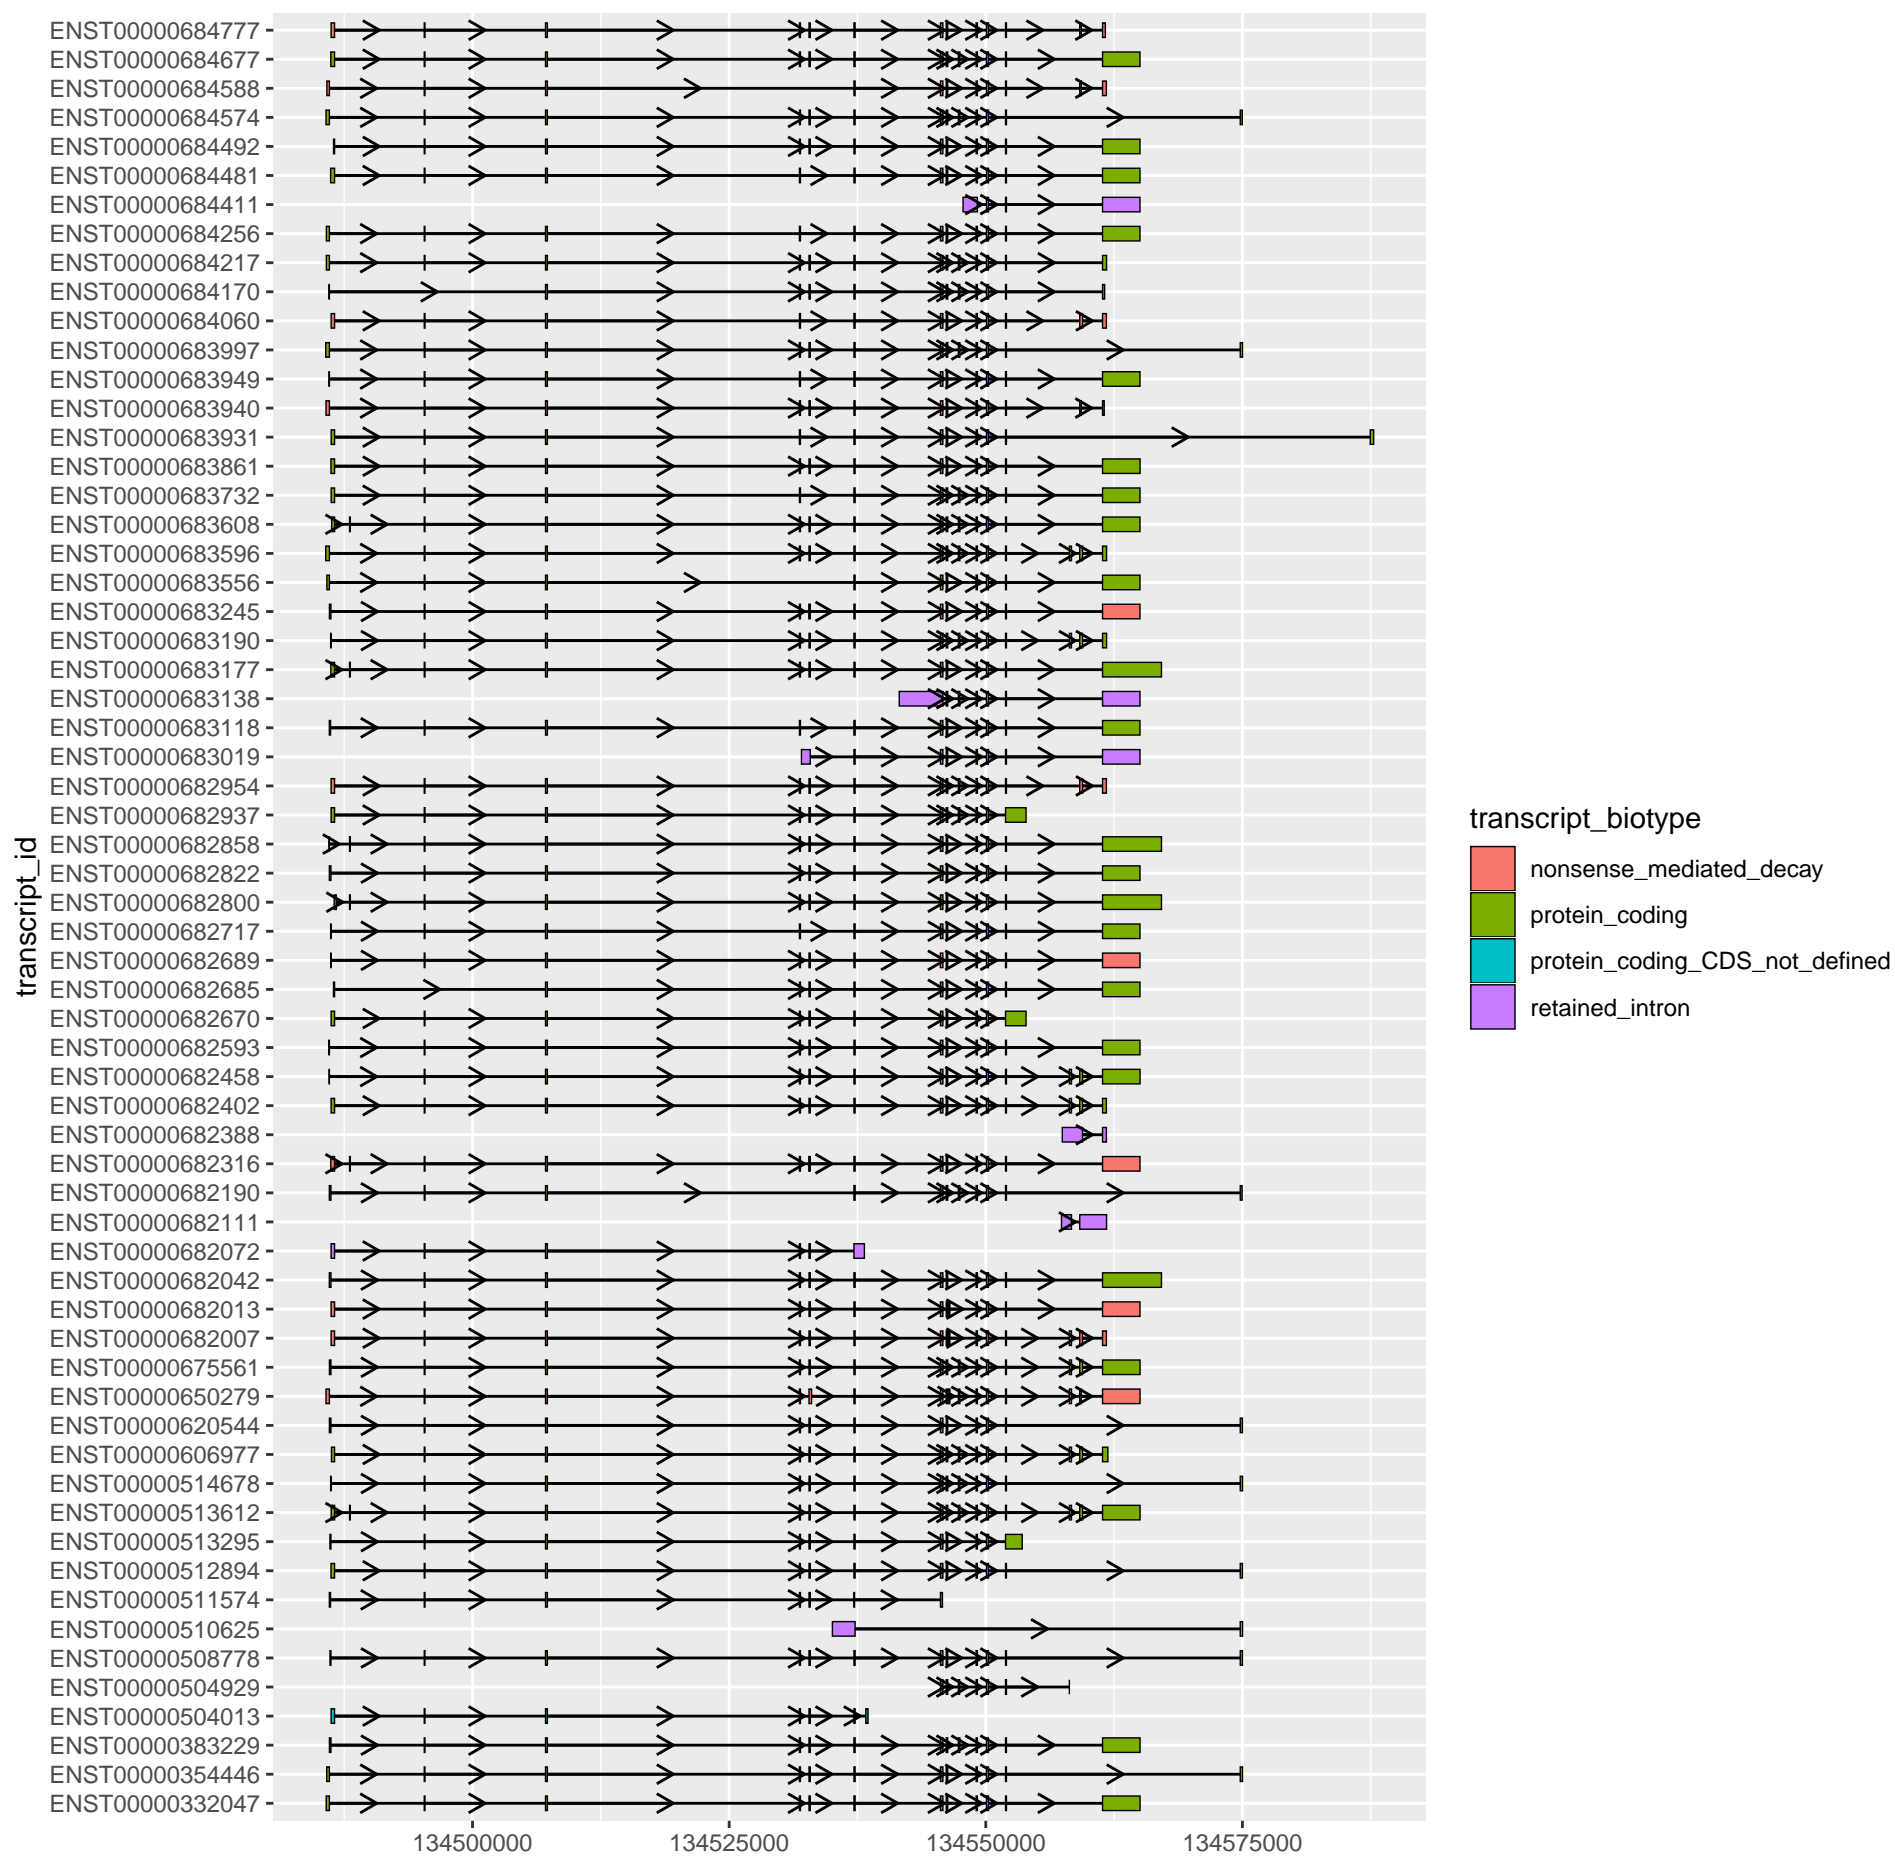 ENST00000684777
ENST00000684677
ENST00000684588
ENST00000684574
ENST00000684492
ENST00000684481
ENST00000684411
ENST00000684256
ENST00000684217
ENST00000684170
ENST00000684060
ENST00000683997
ENST00000683949
ENST00000683940
ENST00000683931
ENST00000683861
ENST00000683732
ENST00000683608
ENST00000683596
ENST00000683556
ENST00000683245
ENST00000683190
ENST00000683177
ENST00000683138
ENST00000683118
ENST00000683019
ENST00000682954
ENST00000682937
ENST00000682858
ENST00000682822
ENST00000682800
ENST00000682717
ENST00000682689
ENST00000682685
ENST00000682670
ENST00000682593
ENST00000682458
ENST00000682402
ENST00000682388
ENST00000682316
ENST00000682190
ENST00000682111
ENST00000682072
ENST00000682042
ENST00000682013
ENST00000682007
ENST00000675561
ENST00000650279
ENST00000620544
ENST00000606977
ENST00000514678
ENST00000513612
ENST00000513295
ENST00000512894
ENST00000511574
ENST00000510625
ENST00000508778
ENST00000504929
ENST00000504013
ENST00000383229
ENST00000354446
ENST00000332047
transcript_id
134500000 134525000 134550000 134575000
transcript_biotype
nonsense_mediated_decay
protein_coding
protein_coding_CDS_not_defined
retained_intron